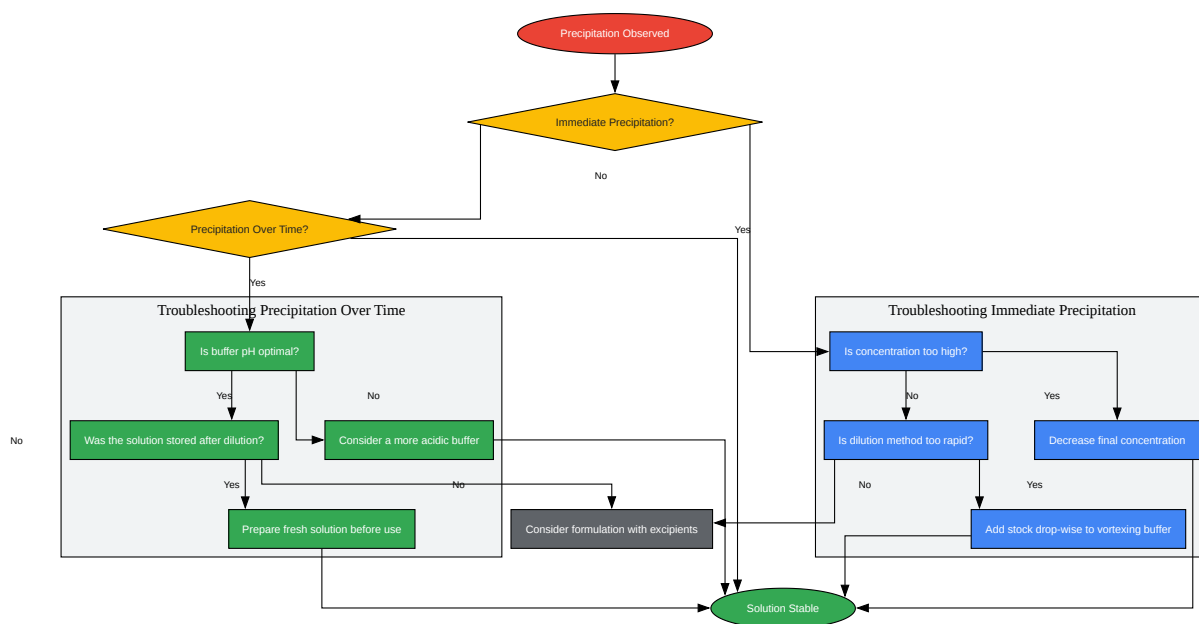 Precipitation Observed
Immediate Precipitation?
No
Precipitation Over Time?
Yes
Yes
Troubleshooting Precipitation Over Time
Troubleshooting Immediate Precipitation
Is buffer pH optimal?
Is concentration too high?
Yes
No
No
Yes
No
Was the solution stored after dilution?
Consider a more acidic buffer
Is dilution method too rapid?
Decrease final concentration
Yes
No
No
Yes
Prepare fresh solution before use
Consider formulation with excipients
Add stock drop-wise to vortexing buffer
Solution Stable